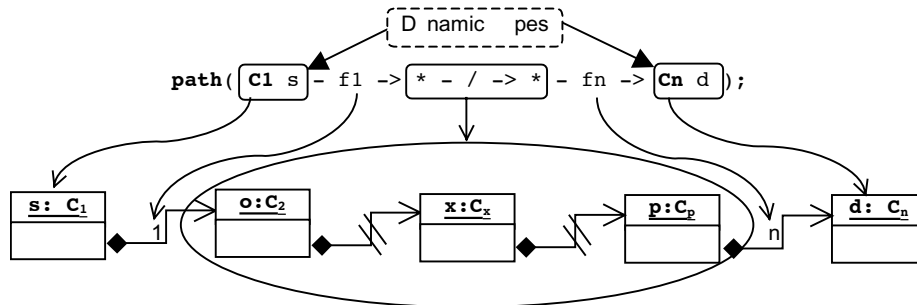 D namic pes
path( C1 s - f1 -> * - / -> * - fn -> Cn d );
s: C1
o:C2
x:Cx
p:Cp
d: Cn
1
n